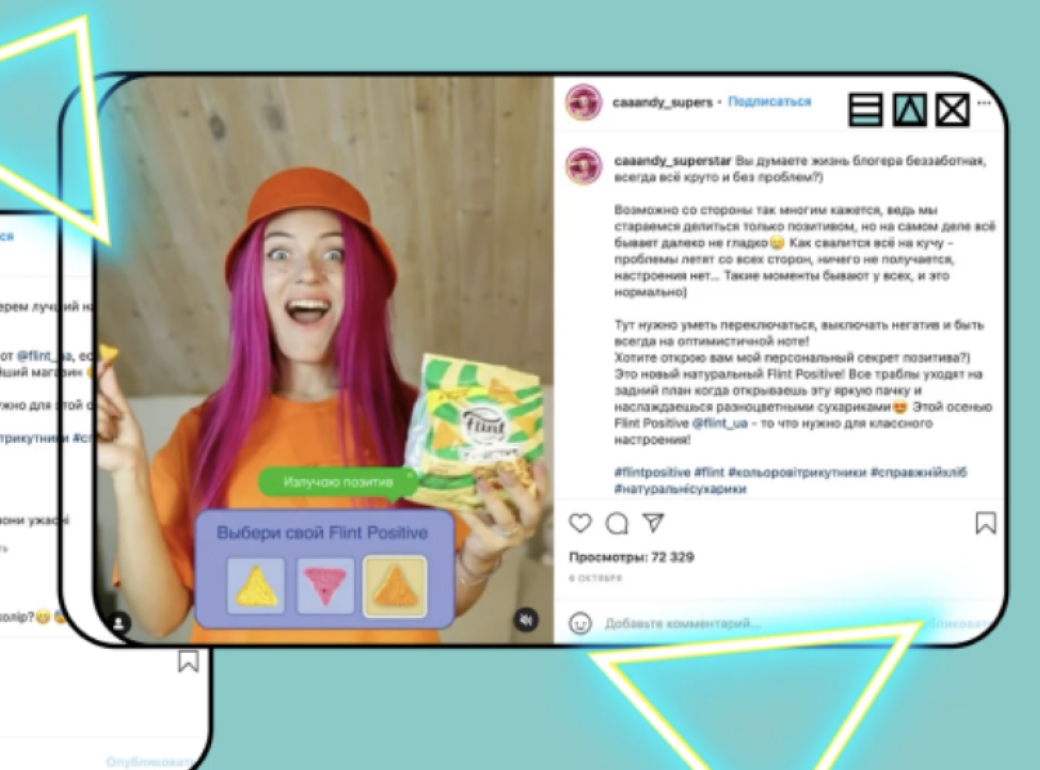 caaandy_supers • Подписаться
caaandy_superstar Вы думаете жизнь блогера беззаботная,
всегда всё круто и без проблем?)
Возможно со стороны так многим кажется, ведь мы
стараемся делиться только позитивом, но на самом деле всё
бывает далеко не гладко😑 Как свалится всё на кучу -
проблемы летят со всех сторон, ничего не получается,
настроения нет... Такие моменты бывают у всех, и это
нормально)
Тут нужно уметь переключаться, выключать негатив и быть
всегда на оптимистичной ноте!
Хотите открою вам мой персональный секрет позитива?)
Это новый натуральный Flint Positive! Все траблы уходят на
задний план когда открываешь эту яркую пачку и
наслаждаешься разноцветными сухариками😍 Этой осенью
Flint Positive @flint_ua - то что нужно для классного
настроения!
#flintpositive #flint #кольоровітрикутники #справжнійхліб
#натуральнісухарики
Просмотры: 72 329
6 ОКТЯБРЯ
Добавьте комментарий...
flint
Излучаю позитив
Выбери свой Flint Positive
ся
от @flint_ua,
вони ужасні
колір?😁
Опубликовать